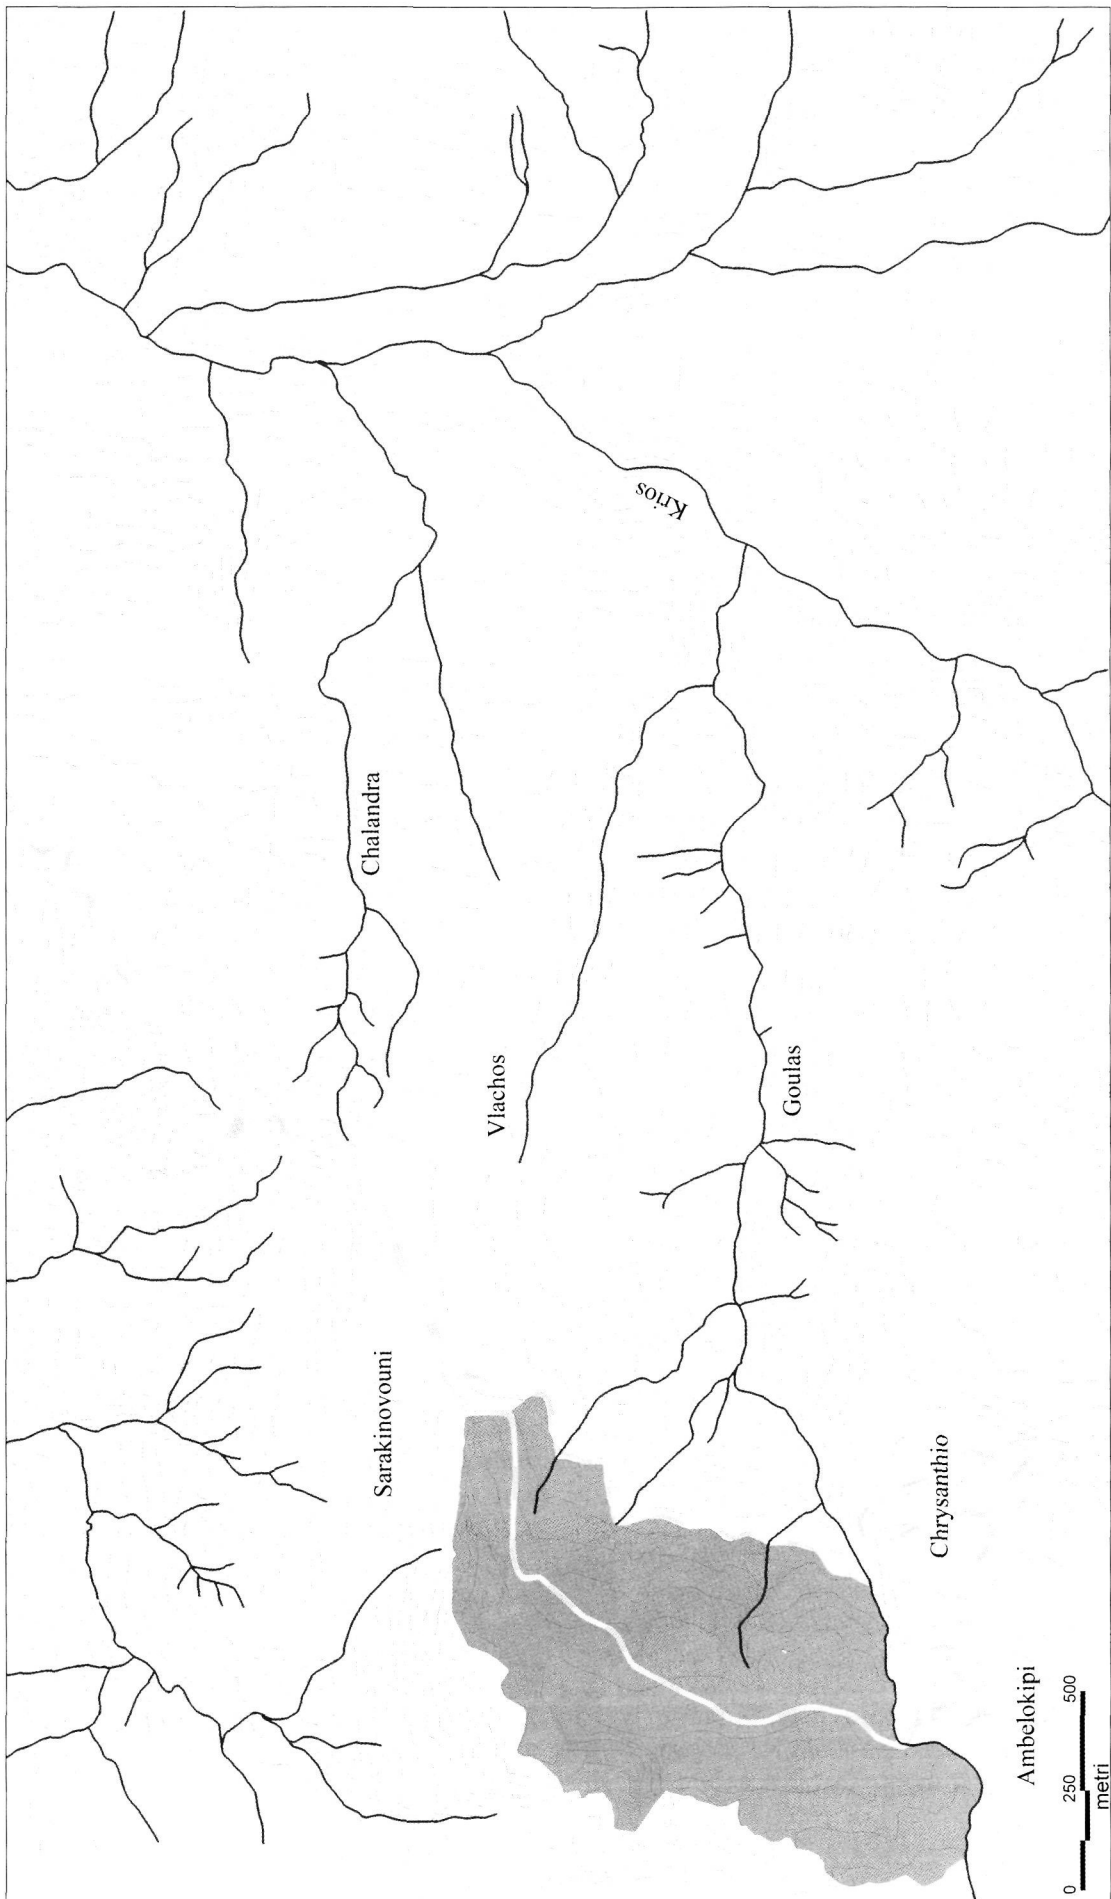 Krios
Chalandra
Vlachos
Goulas
Sarakinovouni
Chrysanthio
Ambelokipi
0 250 500
metri